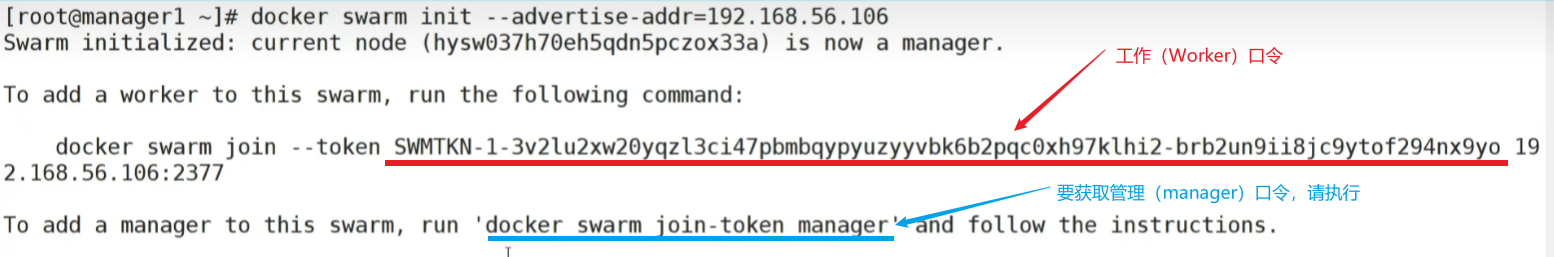 [root@manager1 ~]# docker swarm init --advertise-addr=192.168.56.106
Swarm initialized: current node (hysw037h70eh5qdn5pczox33a) is now a manager.
工作（Worker）口令
To add a worker to this swarm, run the following command:
docker swarm join --token SWMTKN-1-3v2lu2xw20yqzl3ci47pbmbqypyuzyyvbk6b2pqc0xh97klhi2-brb2un9ii8jc9ytof294nx9yo 19
2.168.56.106:2377
要获取管理（manager）口令，请执行
To add a manager to this swarm, run 'docker swarm join-token manager' and follow the instructions.